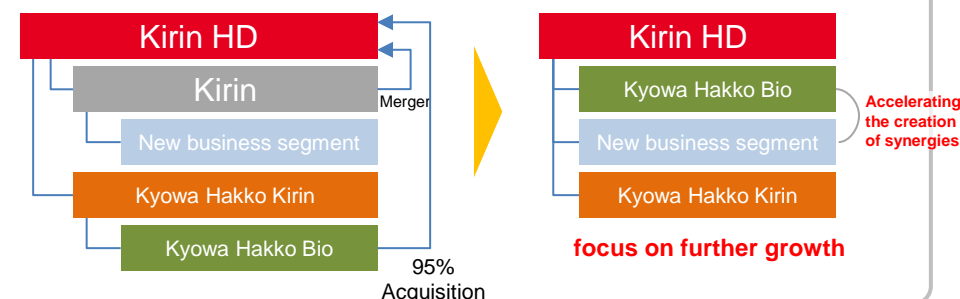 Kirin HD
Kirin
Merger
New business segment
Kyowa Hakko Kirin
Kyowa Hakko Bio
95%
Acquisition
Kirin HD
Kyowa Hakko Bio
New business segment
Kyowa Hakko Kirin
Accelerating
the creation
of synergies
focus on further growth